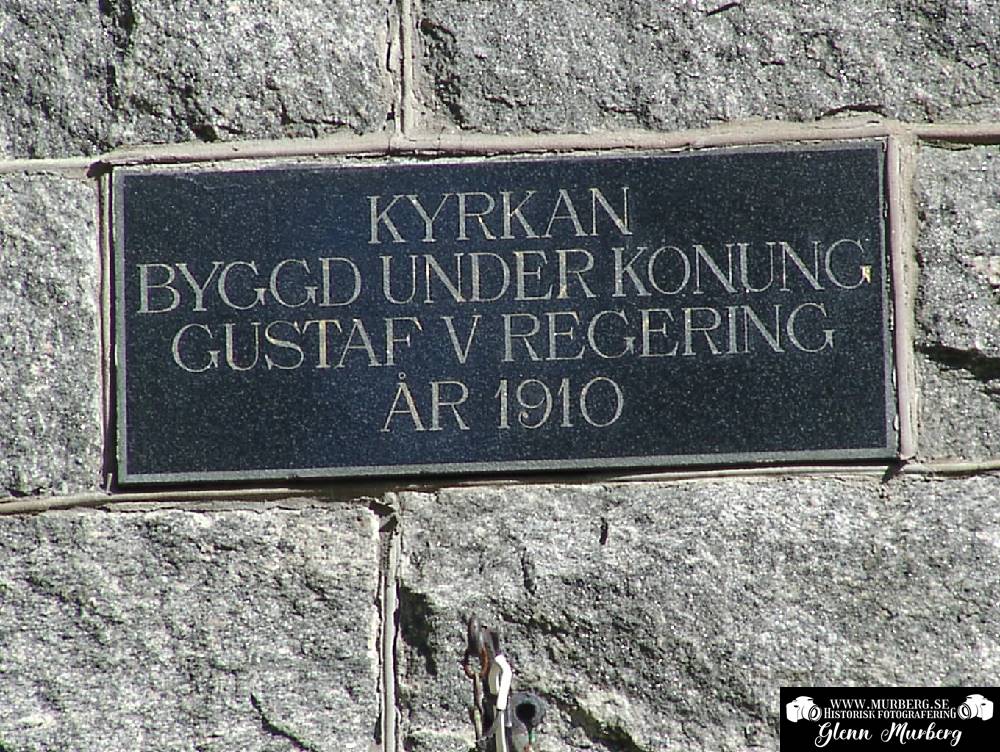 KYRKAN
BYGGD UNDER KONUNG
GUSTAF V REGERING
ÅR 1910
WWW.MURBERG.SE
HISTORISK FOTOGRAFERING
Glenn Murberg